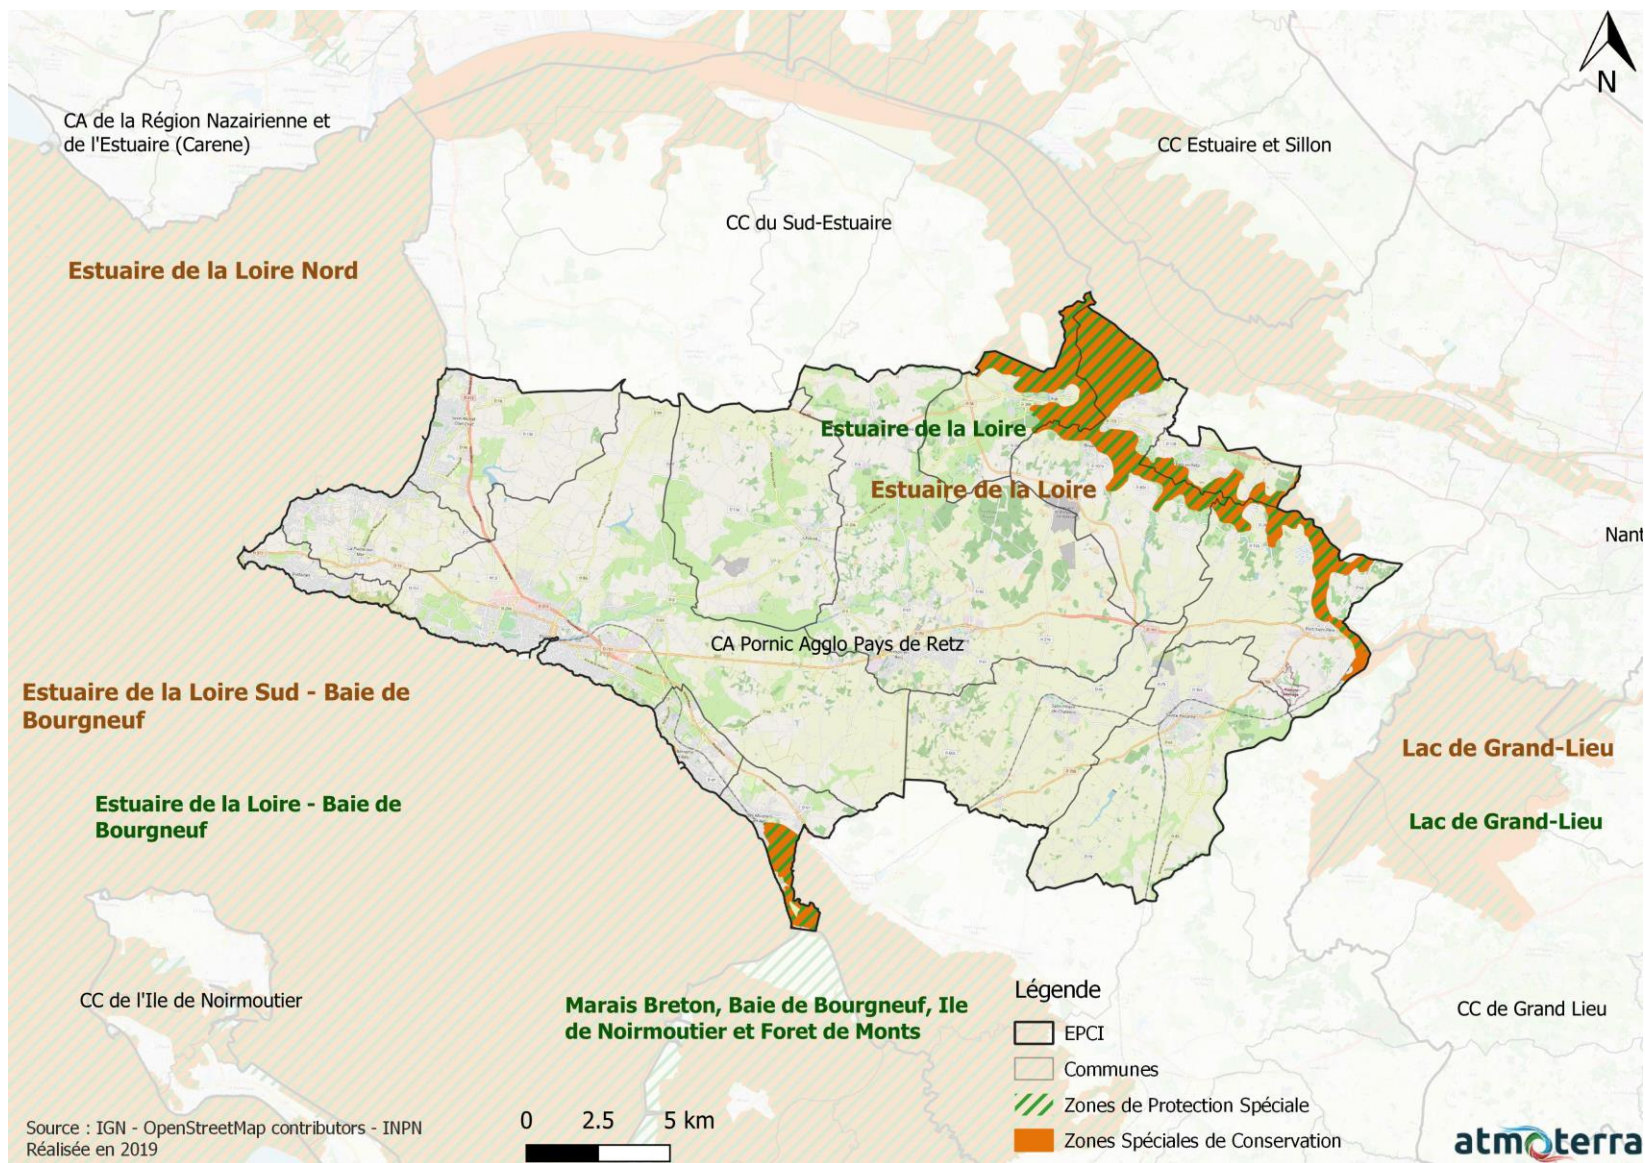 N
CA de la Région Nazairienne et
de l'Estuaire (Carene)
CC Estuaire et Sillon
CC du Sud-Estuaire
Estuaire de la Loire Nord
Estuaire de la Loire
Estuaire de la Loire
Nant
CA Pornic Agglo Pays de Retz
Estuaire de la Loire Sud - Baie de
Bourgneuf
Lac de Grand-Lieu
Estuaire de la Loire - Baie de
Bourgneuf
Lac de Grand-Lieu
CC de l'Ile de Noirmoutier
Marais Breton, Baie de Bourgneuf, Ile
de Noirmoutier et Foret de Monts
CC de Grand Lieu
Légende
EPCI
Communes
Zones de Protection Spéciale
Zones Spéciales de Conservation
0 2.5 5 km
Source : IGN - OpenStreetMap contributors - INPN
Réalisée en 2019
atmoterra